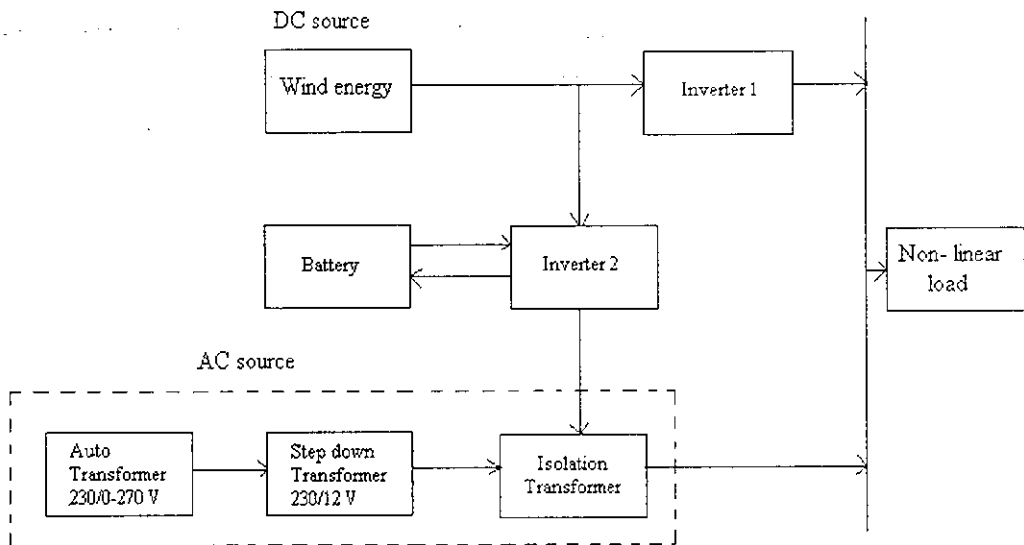 DC source
Wind energy
Inverter 1
Battery
Inverter 2
Non- linear
load
AC source
Auto
Transformer
230/0-270 V
Step down
Transformer
230/12 V
Isolation
Transformer